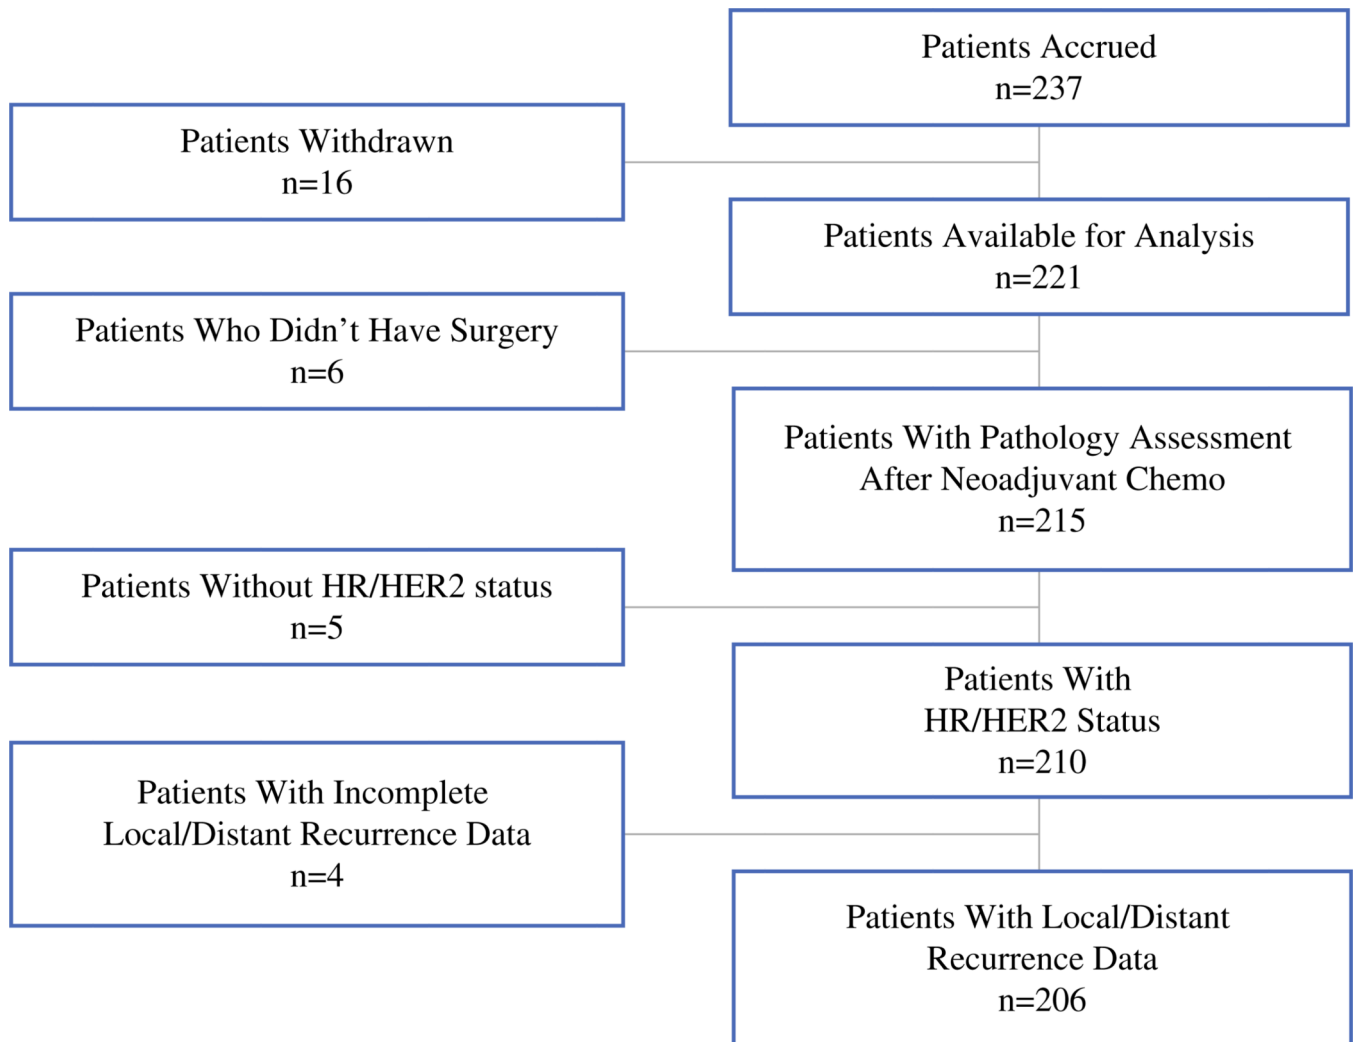 Patients Accrued
n=237
Patients Withdrawn
n=16
Patients Available for Analysis
n=221
Patients Who Didn’t Have Surgery
n=6
Patients With Pathology Assessment
After Neoadjuvant Chemo
n=215
Patients Without HR/HER2 status
n=5
Patients With
HR/HER2 Status
n=210
Patients With Incomplete
Local/Distant Recurrence Data
n=4
Patients With Local/Distant
Recurrence Data
n=206